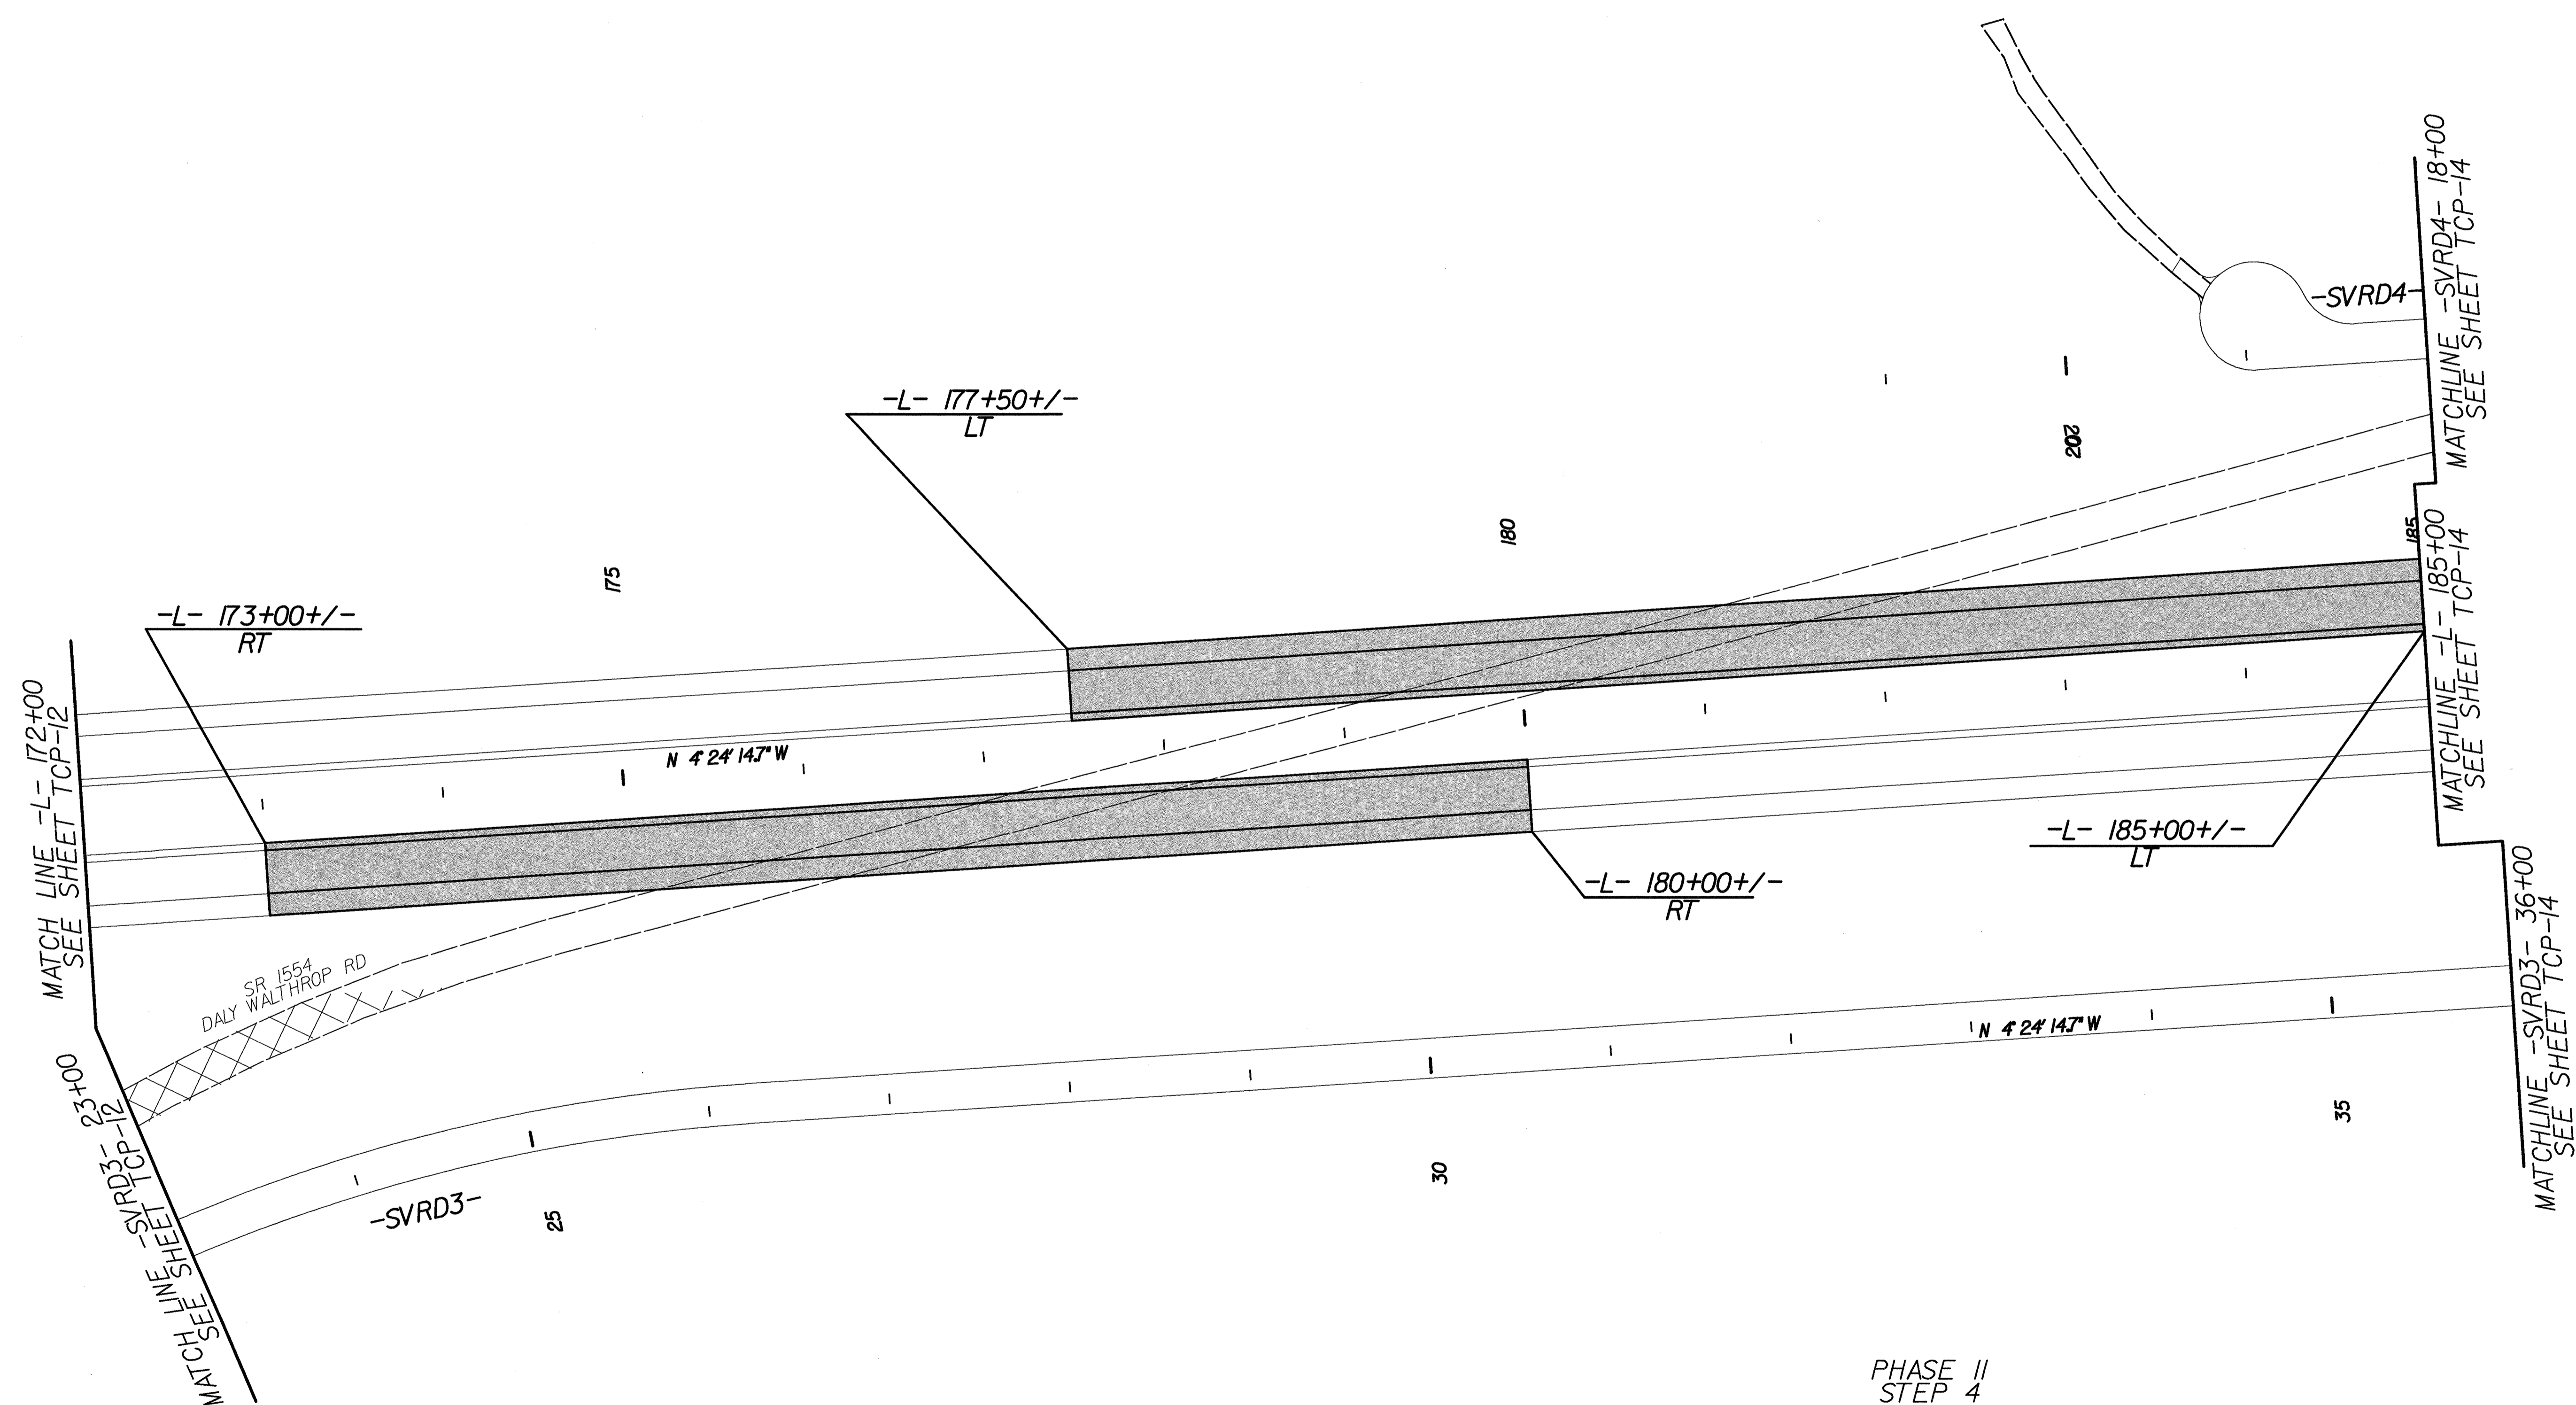 -SVRD4-
MATCHLINE -SVRD4- 18+00
SEE SHEET TCP-14
-L- 177+50+/-
LT
20
180
185
175
-L- 173+00+/-
RT
MATCHLINE -L- 185+00
SEE SHEET TCP-14
MATCH LINE -L- 172+00
SEE SHEET TCP-12
N 4° 24' 14.7" W
-L- 185+00+/-
LT
-L- 180+00+/-
RT
SR 1554
DALY WALTHROP RD
N 4° 24' 14.7" W
MATCHLINE -SVRD3- 36+00
SEE SHEET TCP-14
MATCH LINE -SVRD3- 23+00
SEE SHEET TCP-12
-SVRD3-
25
30
35
PHASE II
STEP 4